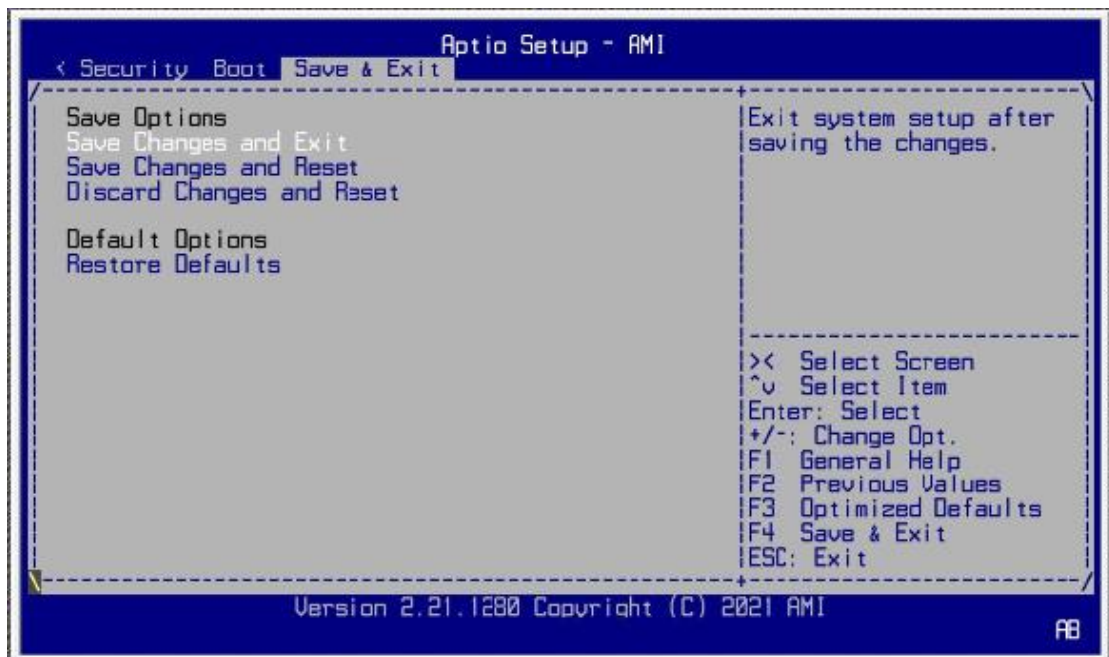 Aptio Setup - AMI
< Security Boot Save & Exit
Save Options
Save Changes and Exit
Save Changes and Reset
Discard Changes and Reset
Default Options
Restore Defaults
Exit system setup after
saving the changes.
>< Select Screen
^v Select Item
Enter: Select
+/-: Change Opt.
F1 General Help
F2 Previous Values
F3 Optimized Defaults
F4 Save & Exit
ESC: Exit
Version 2.21.1280 Copyright (C) 2021 AMI
AB